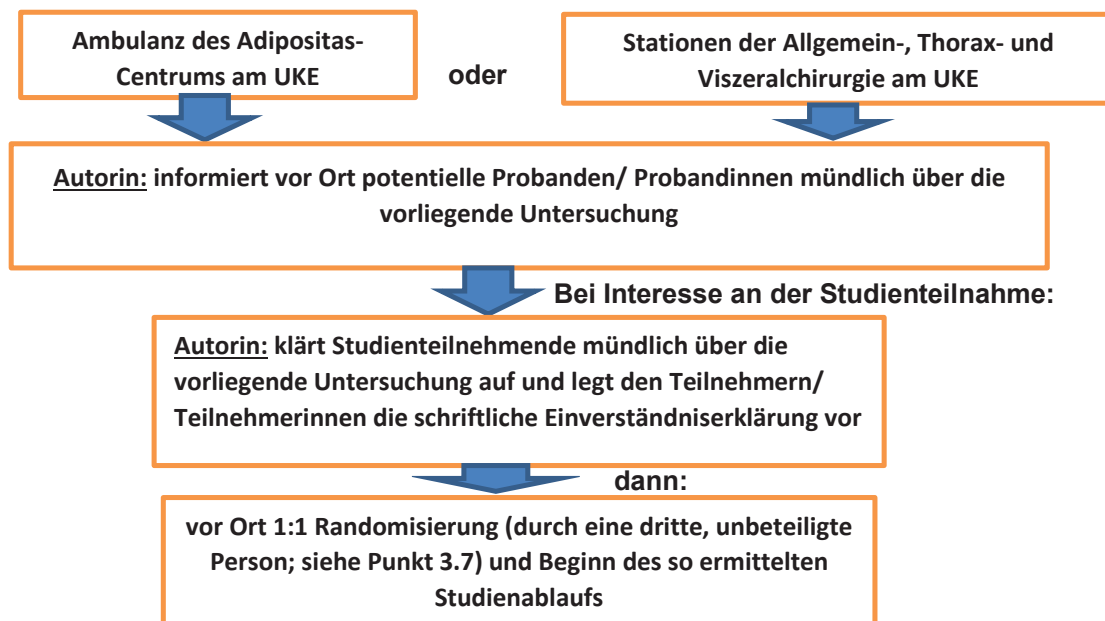 Ambulanz des Adipositas-
Centrums am UKE
oder
Stationen der Allgemein-, Thorax- und
Viszeralchirurgie am UKE
Autorin: informiert vor Ort potentielle Probanden/ Probandinnen mündlich über die
vorliegende Untersuchung
Bei Interesse an der Studienteilnahme:
Autorin: klärt Studienteilnehmende mündlich über die
vorliegende Untersuchung auf und legt den Teilnehmern/
Teilnehmerinnen die schriftliche Einverständniserklärung vor
dann:
vor Ort 1:1 Randomisierung (durch eine dritte, unbeteiligte
Person; siehe Punkt 3.7) und Beginn des so ermittelten
Studienablaufs